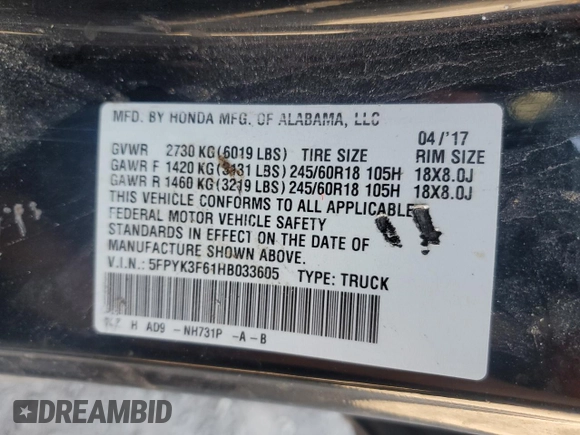 MFD. BY HONDA MFG. OF ALABAMA, LLC
04/'17
GVWR 2730 KG (6019 LBS) TIRE SIZE RIM SIZE
GAWR F 1420 KG (3131 LBS) 245/60R18 105H 18X8.0J
GAWR R 1460 KG (3219 LBS) 245/60R18 105H 18X8.0J
THIS VEHICLE CONFORMS TO ALL APPLICABLE
FEDERAL MOTOR VEHICLE SAFETY
STANDARDS IN EFFECT ON THE DATE OF
MANUFACTURE SHOWN ABOVE.
V.I.N.: 5FPYK3F61HB033605 TYPE: TRUCK
H AD9 -NH731P -A-B
DREAMBID